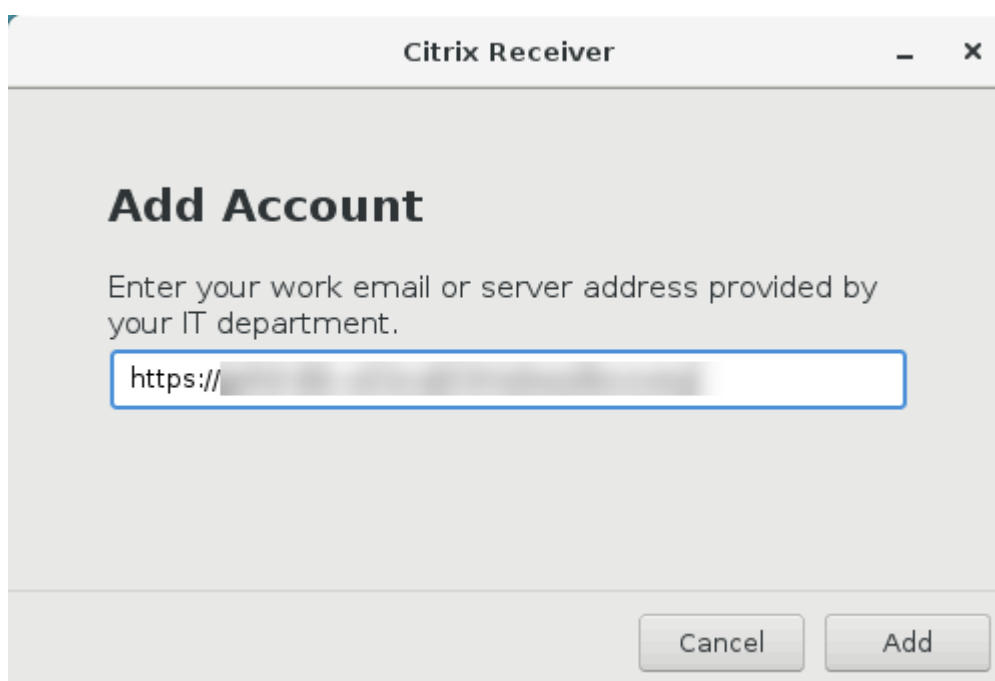 Citrix Receiver
Add Account
Enter your work email or server address provided by
your IT department.
https://
Cancel
Add